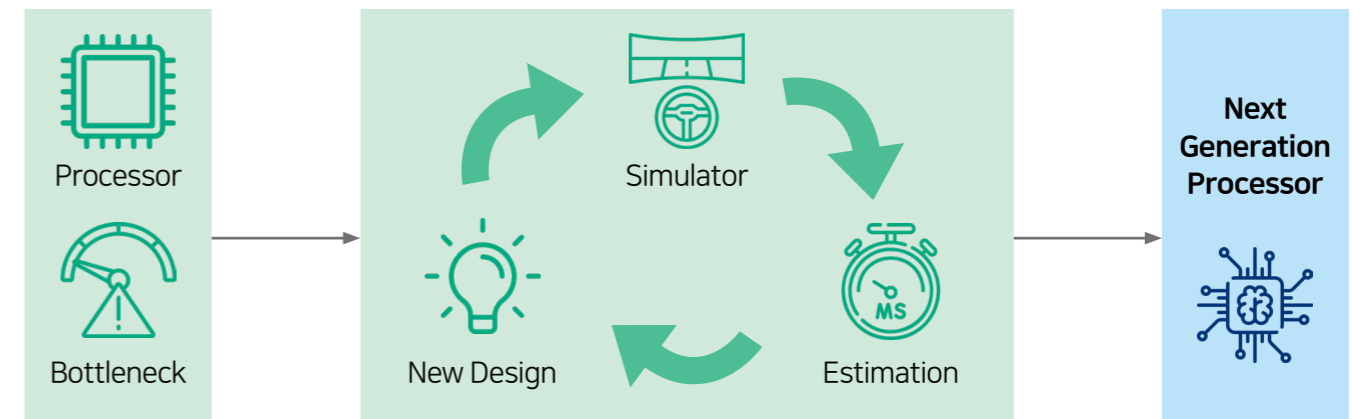 Processor
Bottleneck
Simulator
New Design
MS
Estimation
Next
Generation
Processor